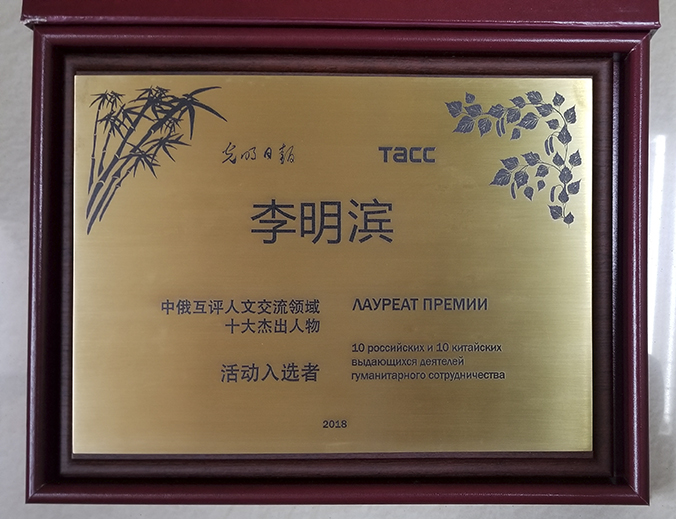 光明日报 ТАСС
李明滨
中俄互评人文交流领域
十大杰出人物
活动入选者
ЛАУРЕАТ ПРЕМИИ
10 российских и 10 китайских
выдающихся деятелей
гуманитарного сотрудничества
2018